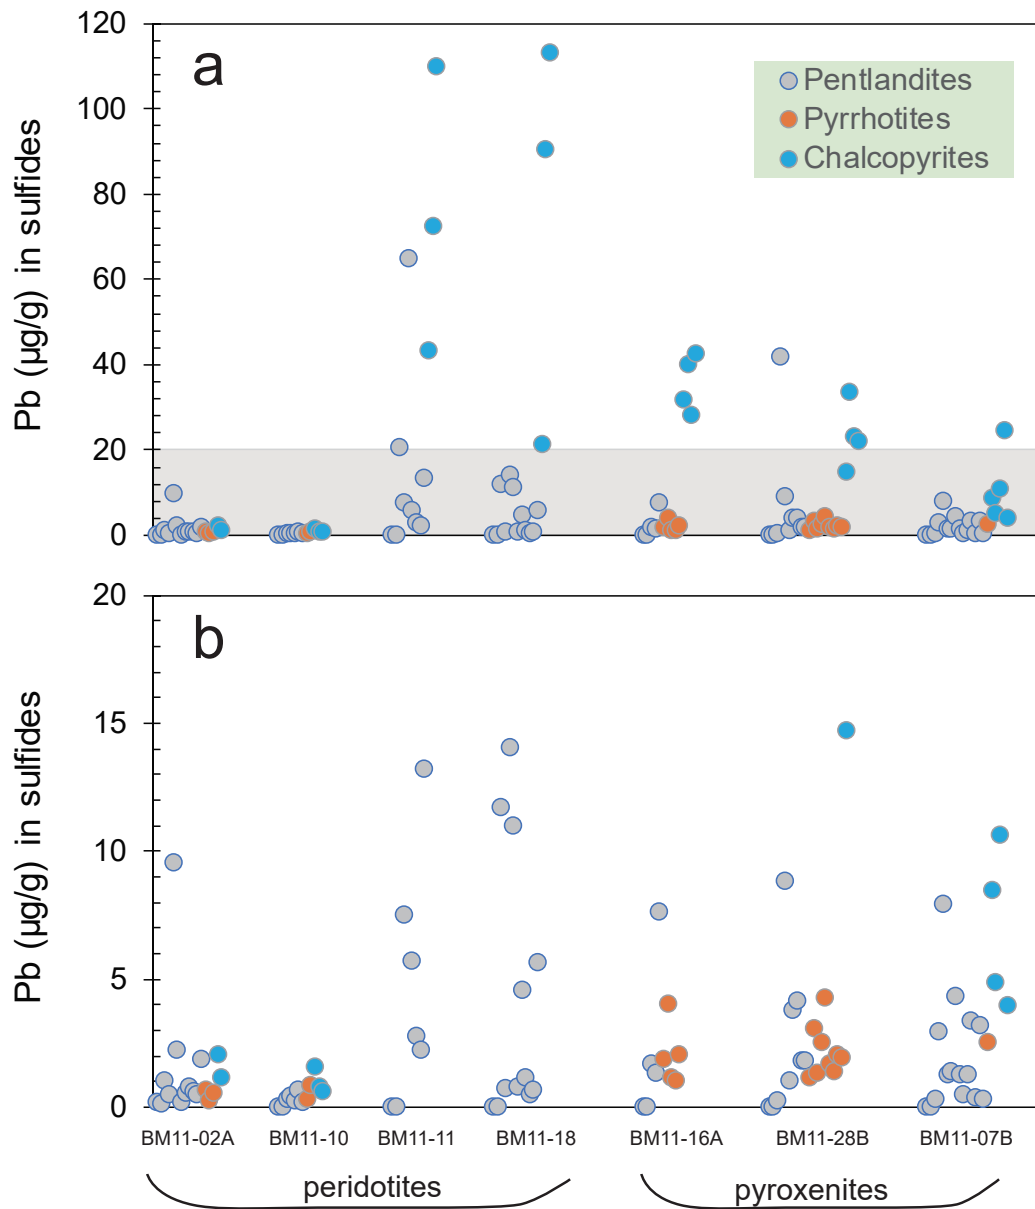 a
Pb (µg/g) in sulfides
120
100
80
60
40
20
0
Pentlandites
Pyrrhotites
Chalcopyrites
b
Pb (µg/g) in sulfides
20
15
10
5
0
BM11-02A BM11-10 BM11-11 BM11-18 BM11-16A BM11-28B BM11-07B
peridotites pyroxenites